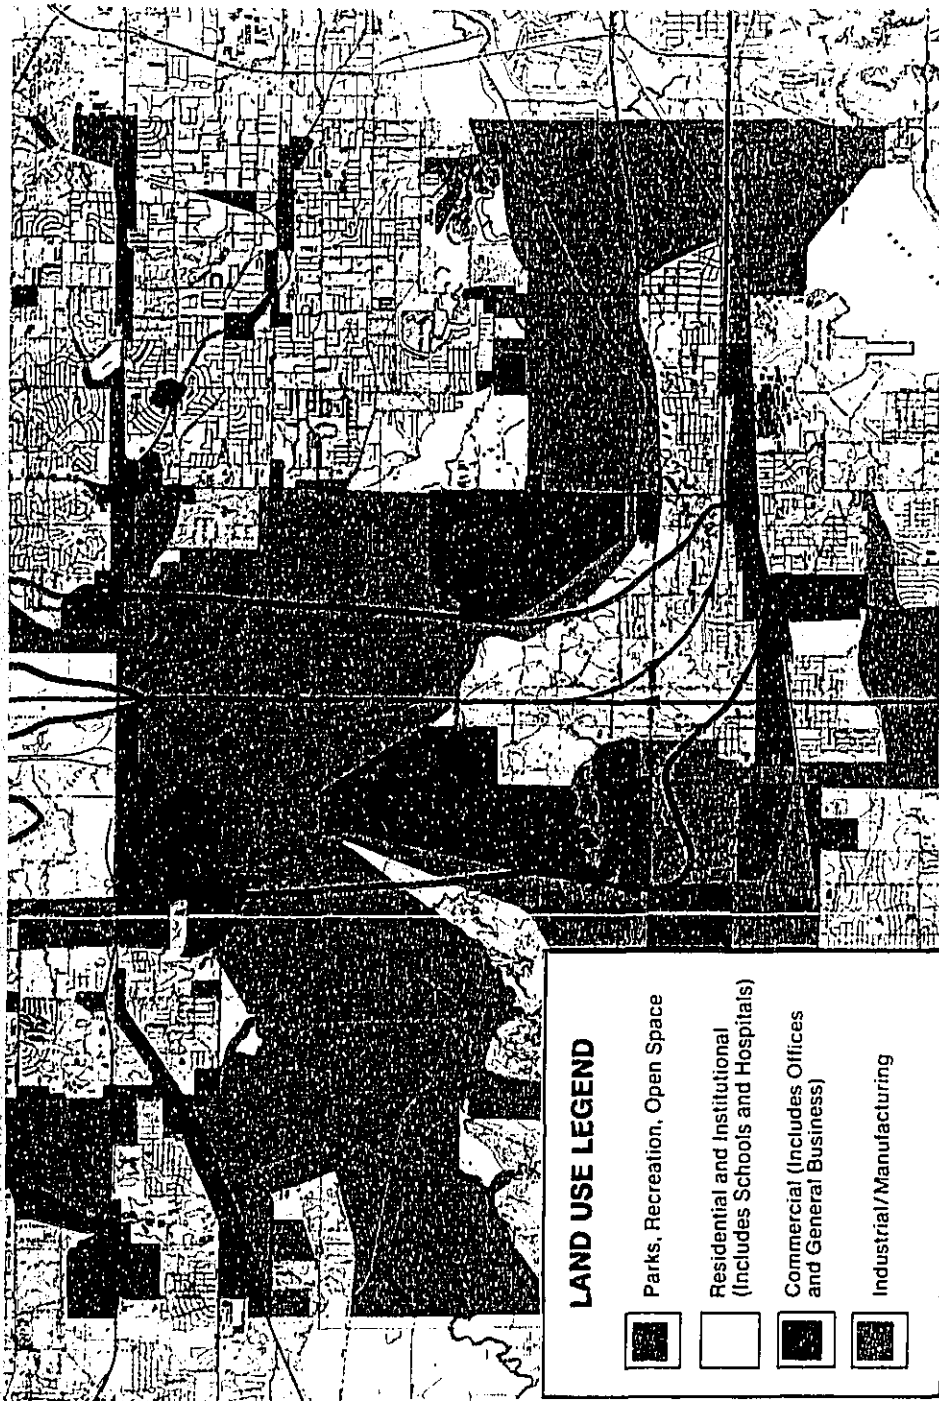 LAND USE LEGEND
Parks, Recreation, Open Space
Residential and Institutional
(Includes Schools and Hospitals)
Commercial (Includes Offices
and General Business)
Industrial/Manufacturing